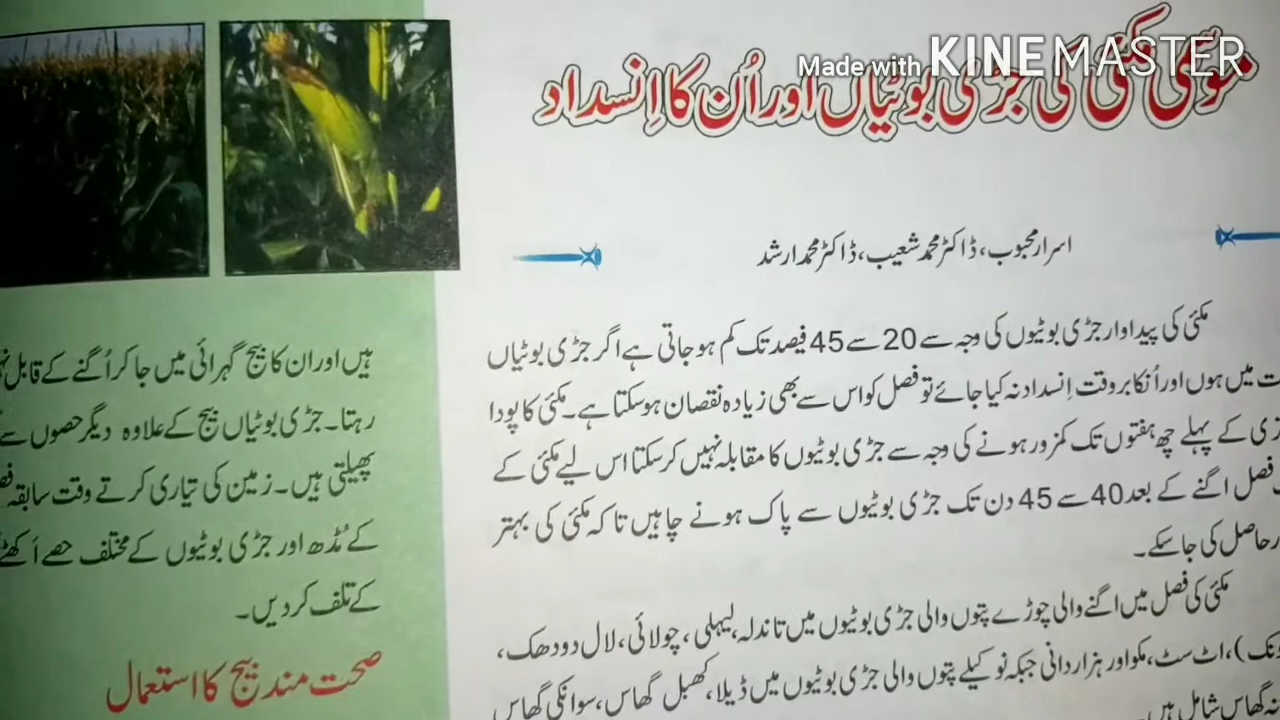 Made with KINEMASTER
موسمی مکئی کی جڑی بوٹیاں اور اُن کا اِنسداد
اسرار محبوب، ڈاکٹر محمد شعیب، ڈاکٹر محمد ارشد
مکئی کی پیداوار جڑی بوٹیوں کی وجہ سے 20 سے 45 فیصد تک کم ہو جاتی ہے اگر جڑی بوٹیاں
میں ہوں اور اُنکا بروقت اِنسداد نہ کیا جائے تو فصل کو اس سے بھی زیادہ نقصان ہو سکتا ہے۔ مکئی کا پودا
کے پہلے چھ ہفتوں تک کمزور ہونے کی وجہ سے جڑی بوٹیوں کا مقابلہ نہیں کر سکتا اس لیے مکئی کے
فصل اگنے کے بعد 40 سے 45 دن تک جڑی بوٹیوں سے پاک ہونے چاہیں تاکہ مکئی کی بہتر
حاصل کی جا سکے۔
مکئی کی فصل میں اگنے والی چوڑے پتوں والی جڑی بوٹیوں میں تاندلہ، لیہلی، چولائی، لال دودھک،
اٹ سٹ، مکو اور ہزار دانی جبکہ نوکیلے پتوں والی جڑی بوٹیوں میں ڈیلا، کھبل گھاس، سوانکی گھاس
گھاس شامل ہیں۔
ہیں اور ان کا بیج گہرائی میں جا کر اُگنے کے قابل
رہتا۔ جڑی بوٹیاں بیج کے علاوہ دیگر حصوں سے
پھیلتی ہیں۔ زمین کی تیاری کرتے وقت سابقہ
کے مُڈھ اور جڑی بوٹیوں کے مختلف حصے
کے تلف کر دیں۔
صحت مند بیج کا استعمال